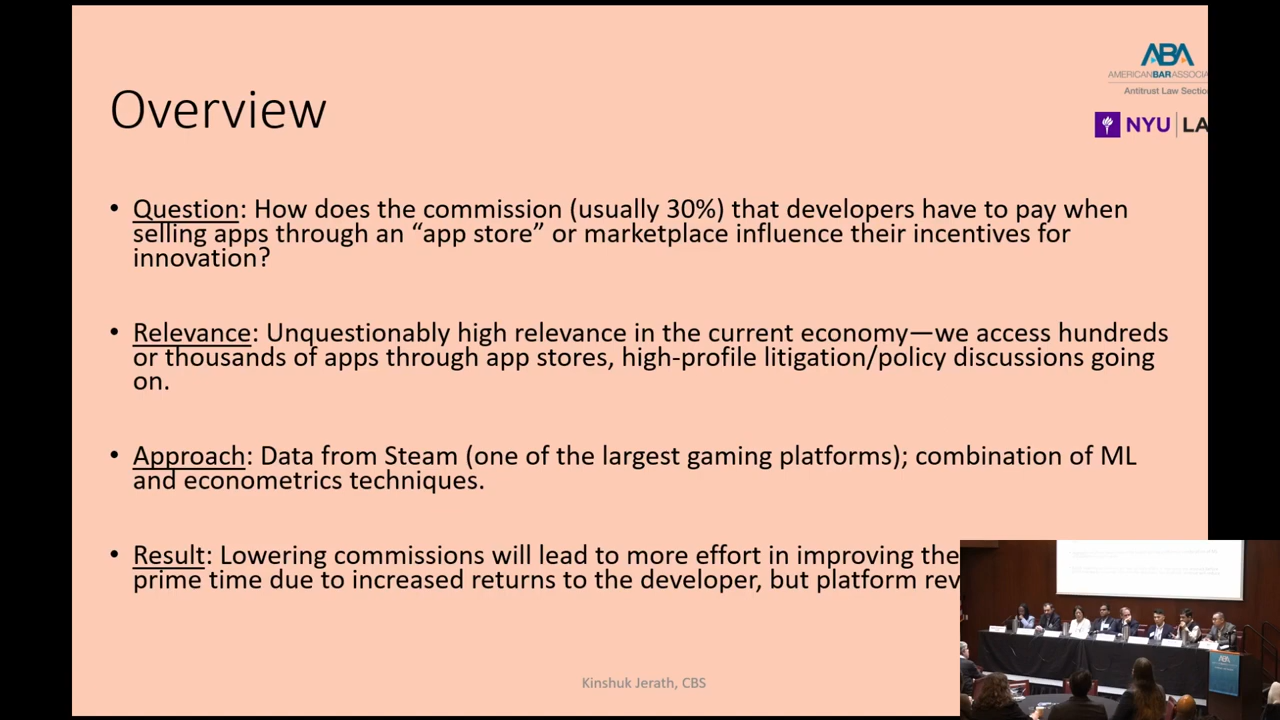 ABA
AMERICANBARASSOCIA
Antitrust Law Sectio
NYU | LA
Overview
• Question: How does the commission (usually 30%) that developers have to pay when
selling apps through an “app store” or marketplace influence their incentives for
innovation?
• Relevance: Unquestionably high relevance in the current economy—we access hundreds
or thousands of apps through app stores, high-profile litigation/policy discussions going
on.
• Approach: Data from Steam (one of the largest gaming platforms); combination of ML
and econometrics techniques.
• Result: Lowering commissions will lead to more effort in improving the
prime time due to increased returns to the developer, but platform rev
Kinshuk Jerath, CBS
ABA